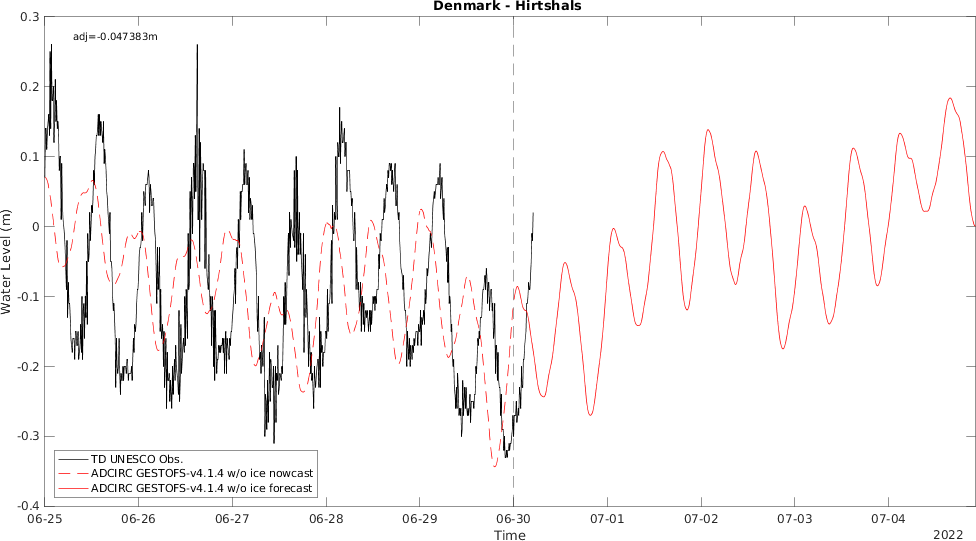 Denmark - Hirtshals
adj=-0.047383m
0.3
0.2
0.1
0
-0.1
-0.2
-0.3
-0.4
Water Level (m)
TD UNESCO Obs.
ADCIRC GESTOFS-v4.1.4 w/o ice nowcast
ADCIRC GESTOFS-v4.1.4 w/o ice forecast
06-25 06-26 06-27 06-28 06-29 06-30 07-01 07-02 07-03 07-04
Time
2022